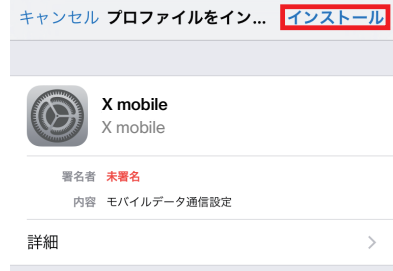 キャンセル プロファイルをイン... インストール
X mobile
X mobile
署名者 未署名
内容 モバイルデータ通信設定
詳細